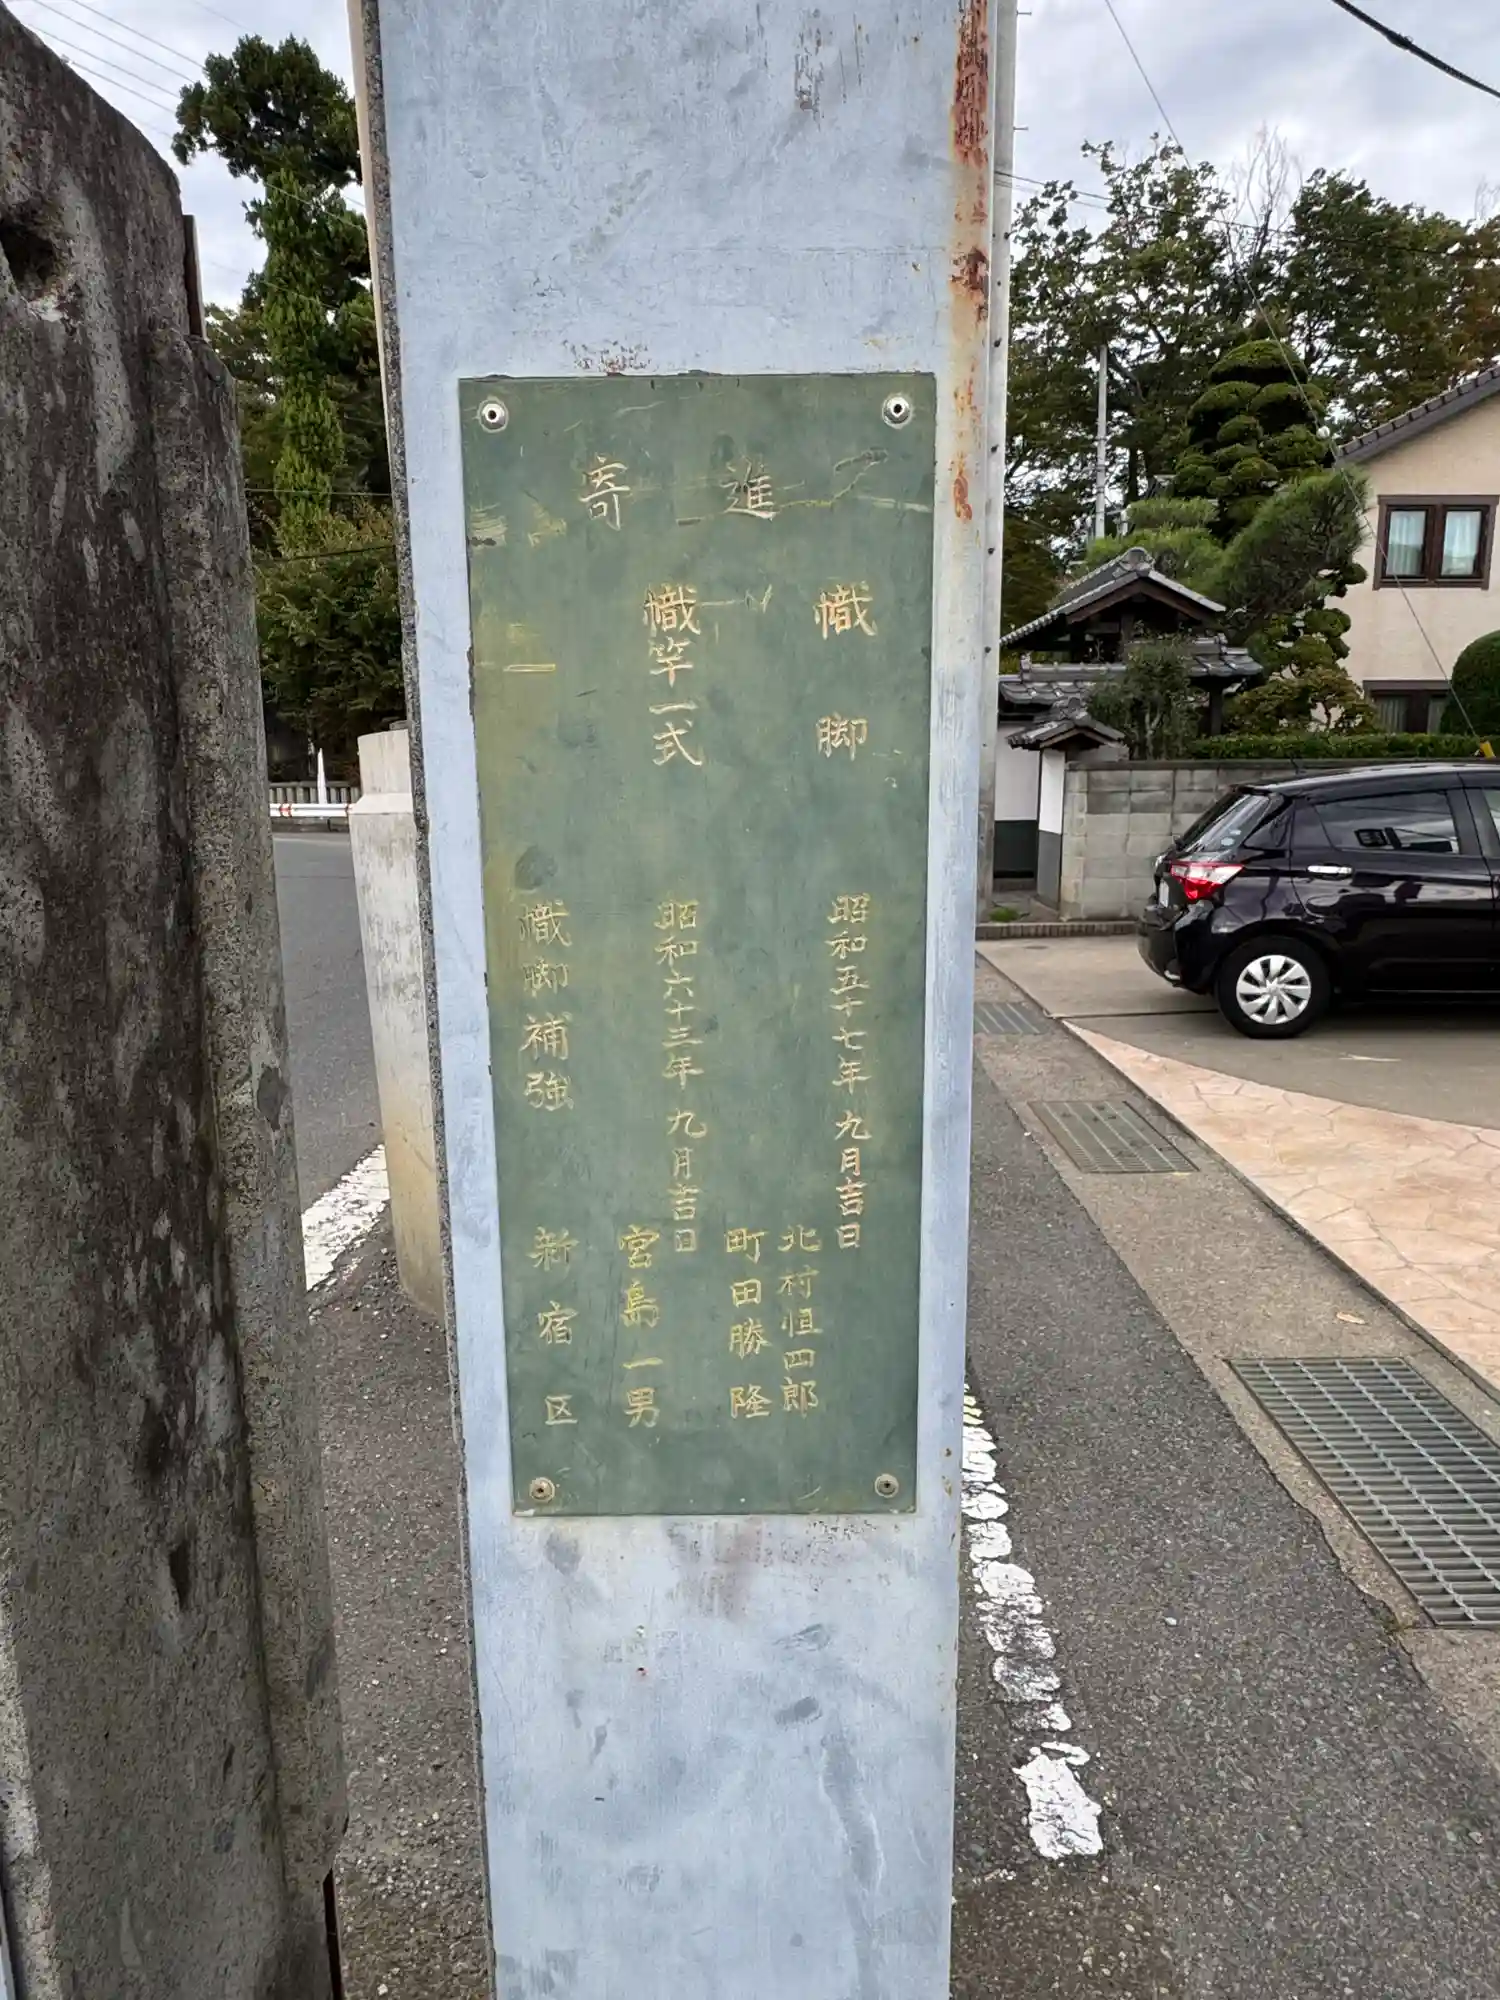 寄進
幟脚
昭和五十七年九月吉日
北村恒四郎
町田勝隆
幟竿一式
昭和六十三年九月吉日
宮島一男
幟脚補強
新宿区